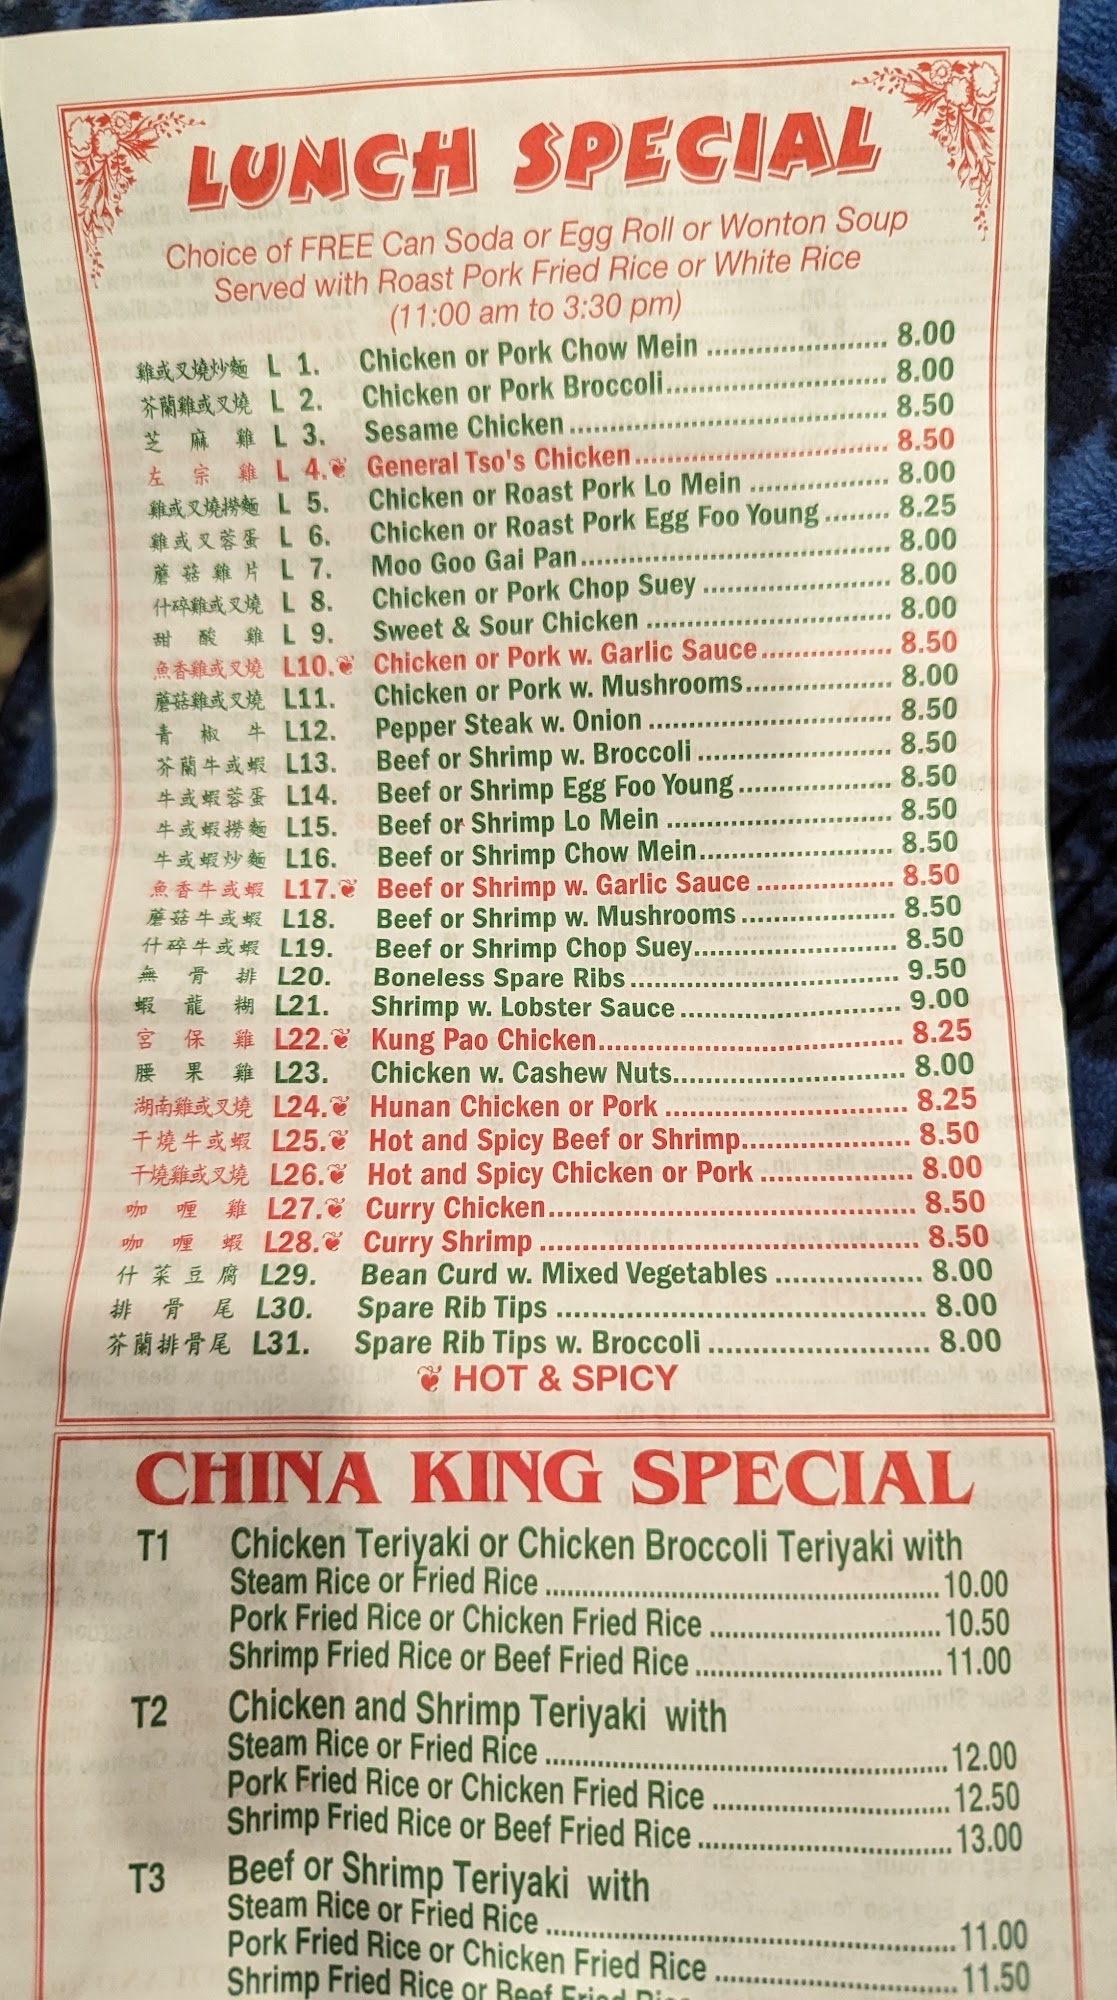 LUNCH SPECIAL
Choice of FREE Can Soda or Egg Roll or Wonton Soup
Served with Roast Pork Fried Rice or White Rice
(11:00 am to 3:30 pm)
雞或叉燒炒麵 L 1. Chicken or Pork Chow Mein 8.00
芥蘭雞或叉燒 L 2. Chicken or Pork Broccoli 8.00
芝麻雞 L 3. Sesame Chicken 8.50
左宗雞 L 4. General Tso's Chicken 8.50
雞或叉燒撈麵 L 5. Chicken or Roast Pork Lo Mein 8.00
雞或叉蓉蛋 L 6. Chicken or Roast Pork Egg Foo Young 8.25
蘑菇雞片 L 7. Moo Goo Gai Pan 8.00
什碎雞或叉燒 L 8. Chicken or Pork Chop Suey 8.00
甜酸雞 L 9. Sweet & Sour Chicken 8.00
魚香雞或叉燒 L10. Chicken or Pork w. Garlic Sauce 8.50
蘑菇雞或叉燒 L11. Chicken or Pork w. Mushrooms 8.00
青椒牛 L12. Pepper Steak w. Onion 8.50
芥蘭牛或蝦 L13. Beef or Shrimp w. Broccoli 8.50
牛或蝦蓉蛋 L14. Beef or Shrimp Egg Foo Young 8.50
牛或蝦撈麵 L15. Beef or Shrimp Lo Mein 8.50
牛或蝦炒麵 L16. Beef or Shrimp Chow Mein 8.50
魚香牛或蝦 L17. Beef or Shrimp w. Garlic Sauce 8.50
蘑菇牛或蝦 L18. Beef or Shrimp w. Mushrooms 8.50
什碎牛或蝦 L19. Beef or Shrimp Chop Suey 8.50
無骨排 L20. Boneless Spare Ribs 9.50
蝦龍糊 L21. Shrimp w. Lobster Sauce 9.00
宮保雞 L22. Kung Pao Chicken 8.25
腰果雞 L23. Chicken w. Cashew Nuts 8.00
湖南雞或叉燒 L24. Hunan Chicken or Pork 8.25
干燒牛或蝦 L25. Hot and Spicy Beef or Shrimp 8.50
干燒雞或叉燒 L26. Hot and Spicy Chicken or Pork 8.00
咖喱雞 L27. Curry Chicken 8.50
咖喱蝦 L28. Curry Shrimp 8.50
什菜豆腐 L29. Bean Curd w. Mixed Vegetables 8.00
排骨尾 L30. Spare Rib Tips 8.00
芥蘭排骨尾 L31. Spare Rib Tips w. Broccoli 8.00
HOT & SPICY
CHINA KING SPECIAL
T1 Chicken Teriyaki or Chicken Broccoli Teriyaki with
Steam Rice or Fried Rice 10.00
Pork Fried Rice or Chicken Fried Rice 10.50
Shrimp Fried Rice or Beef Fried Rice 11.00
T2 Chicken and Shrimp Teriyaki with
Steam Rice or Fried Rice 12.00
Pork Fried Rice or Chicken Fried Rice 12.50
Shrimp Fried Rice or Beef Fried Rice 13.00
T3 Beef or Shrimp Teriyaki with
Steam Rice or Fried Rice 11.00
Pork Fried Rice or Chicken Fried Rice 11.50
Shrimp Fried Rice or Beef Fried Rice